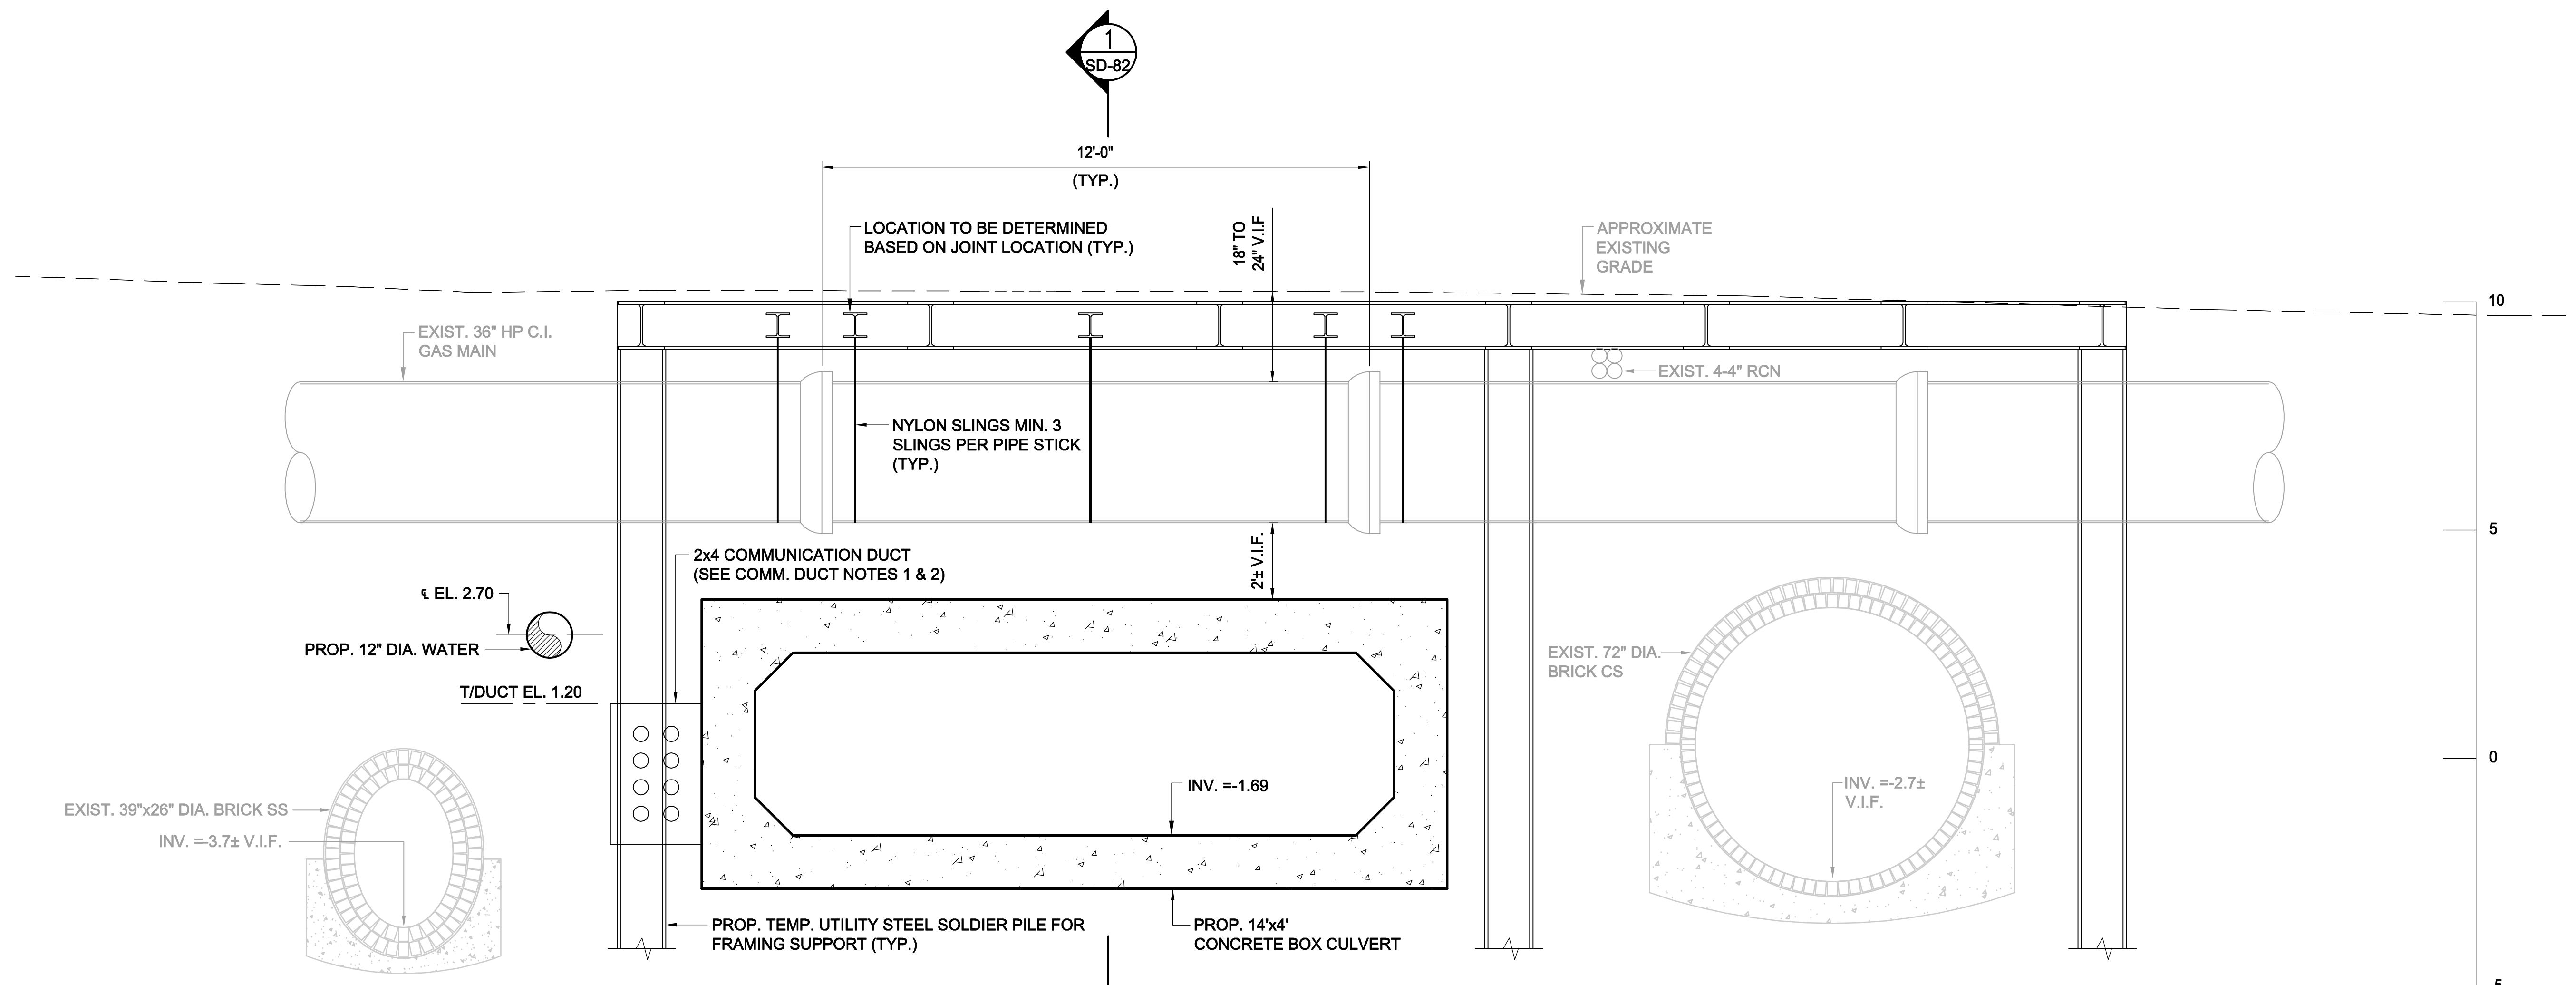 1
SD-82
12'-0"
(TYP.)
LOCATION TO BE DETERMINED
BASED ON JOINT LOCATION (TYP.)
18" TO
24" V.I.F
APPROXIMATE
EXISTING
GRADE
10
EXIST. 36" HP C.I.
GAS MAIN
EXIST. 4-4" RCN
NYLON SLINGS MIN. 3
SLINGS PER PIPE STICK
(TYP.)
5
2'± V.I.F.
2x4 COMMUNICATION DUCT
(SEE COMM. DUCT NOTES 1 & 2)
℄ EL. 2.70
PROP. 12" DIA. WATER
EXIST. 72" DIA.
BRICK CS
T/DUCT EL. 1.20
0
INV. =-1.69
INV. =-2.7±
V.I.F.
EXIST. 39"x26" DIA. BRICK SS
INV. =-3.7± V.I.F.
PROP. TEMP. UTILITY STEEL SOLDIER PILE FOR
FRAMING SUPPORT (TYP.)
PROP. 14'x4'
CONCRETE BOX CULVERT
-5